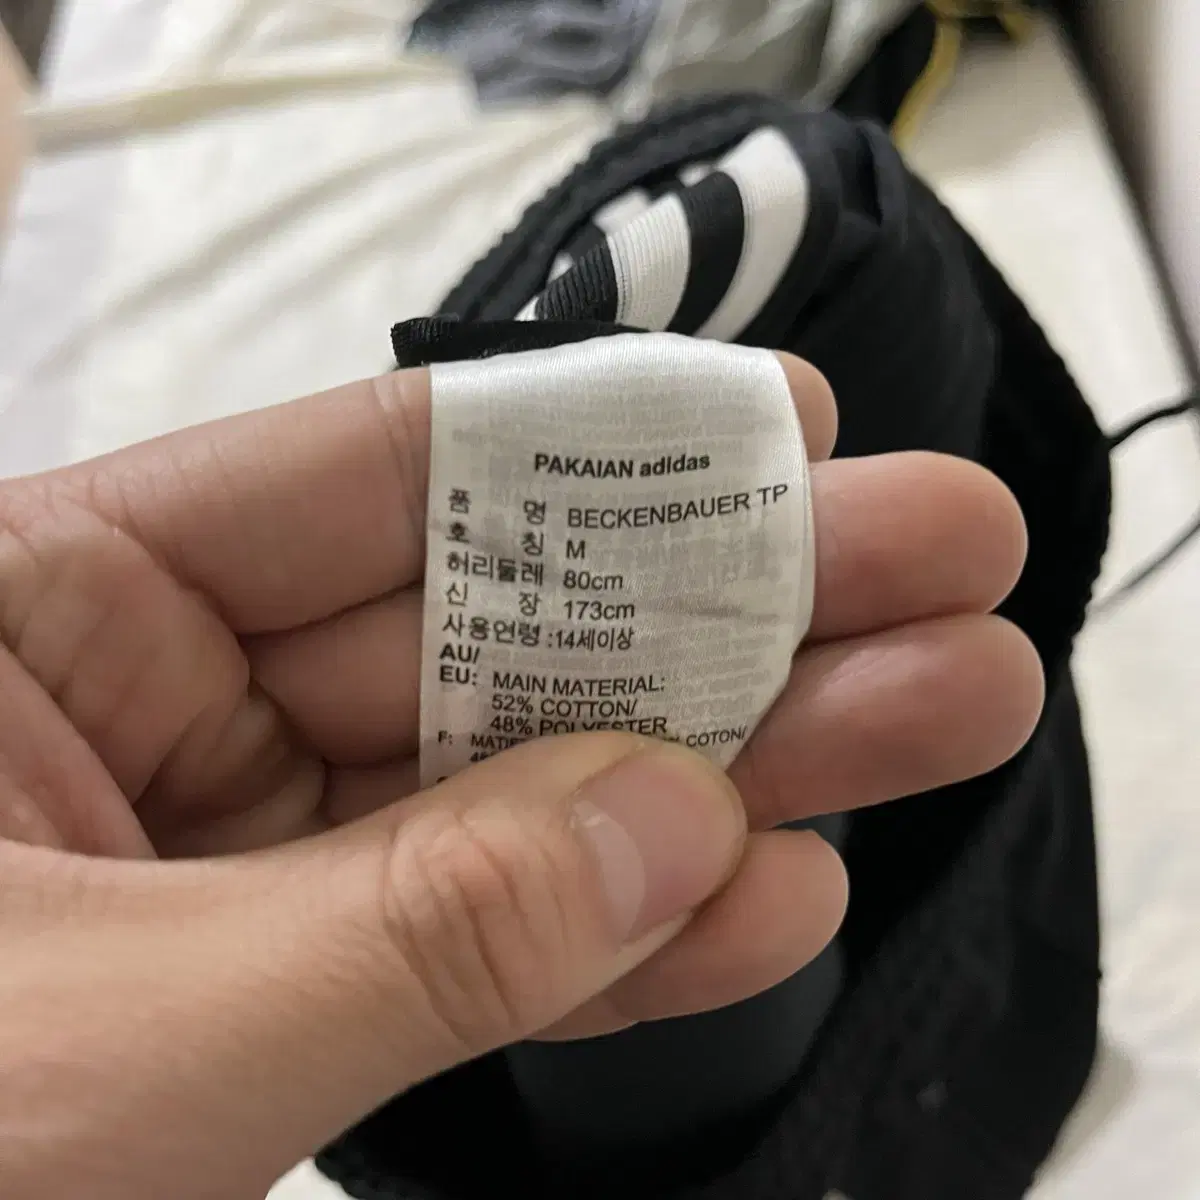 PAKAIAN adidas
품 명 BECKENBAUER TP
호 칭 M
허리둘레 80cm
신 장 173cm
사용연령 :14세이상
AU/
EU: MAIN MATERIAL:
52% COTTON/
48% POLYESTER
F: COTON/